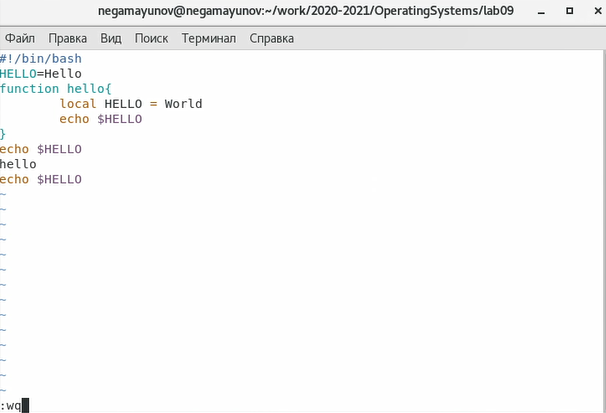 negamayunov@negamayunov:~/work/2020-2021/OperatingSystems/lab09
Файл Правка Вид Поиск Терминал Справка
#!/bin/bash
HELLO=Hello
function hello{
        local HELLO = World
        echo $HELLO
}
echo $HELLO
hello
echo $HELLO
~
~
~
~
~
~
~
~
~
~
~
~
~
~
:wq